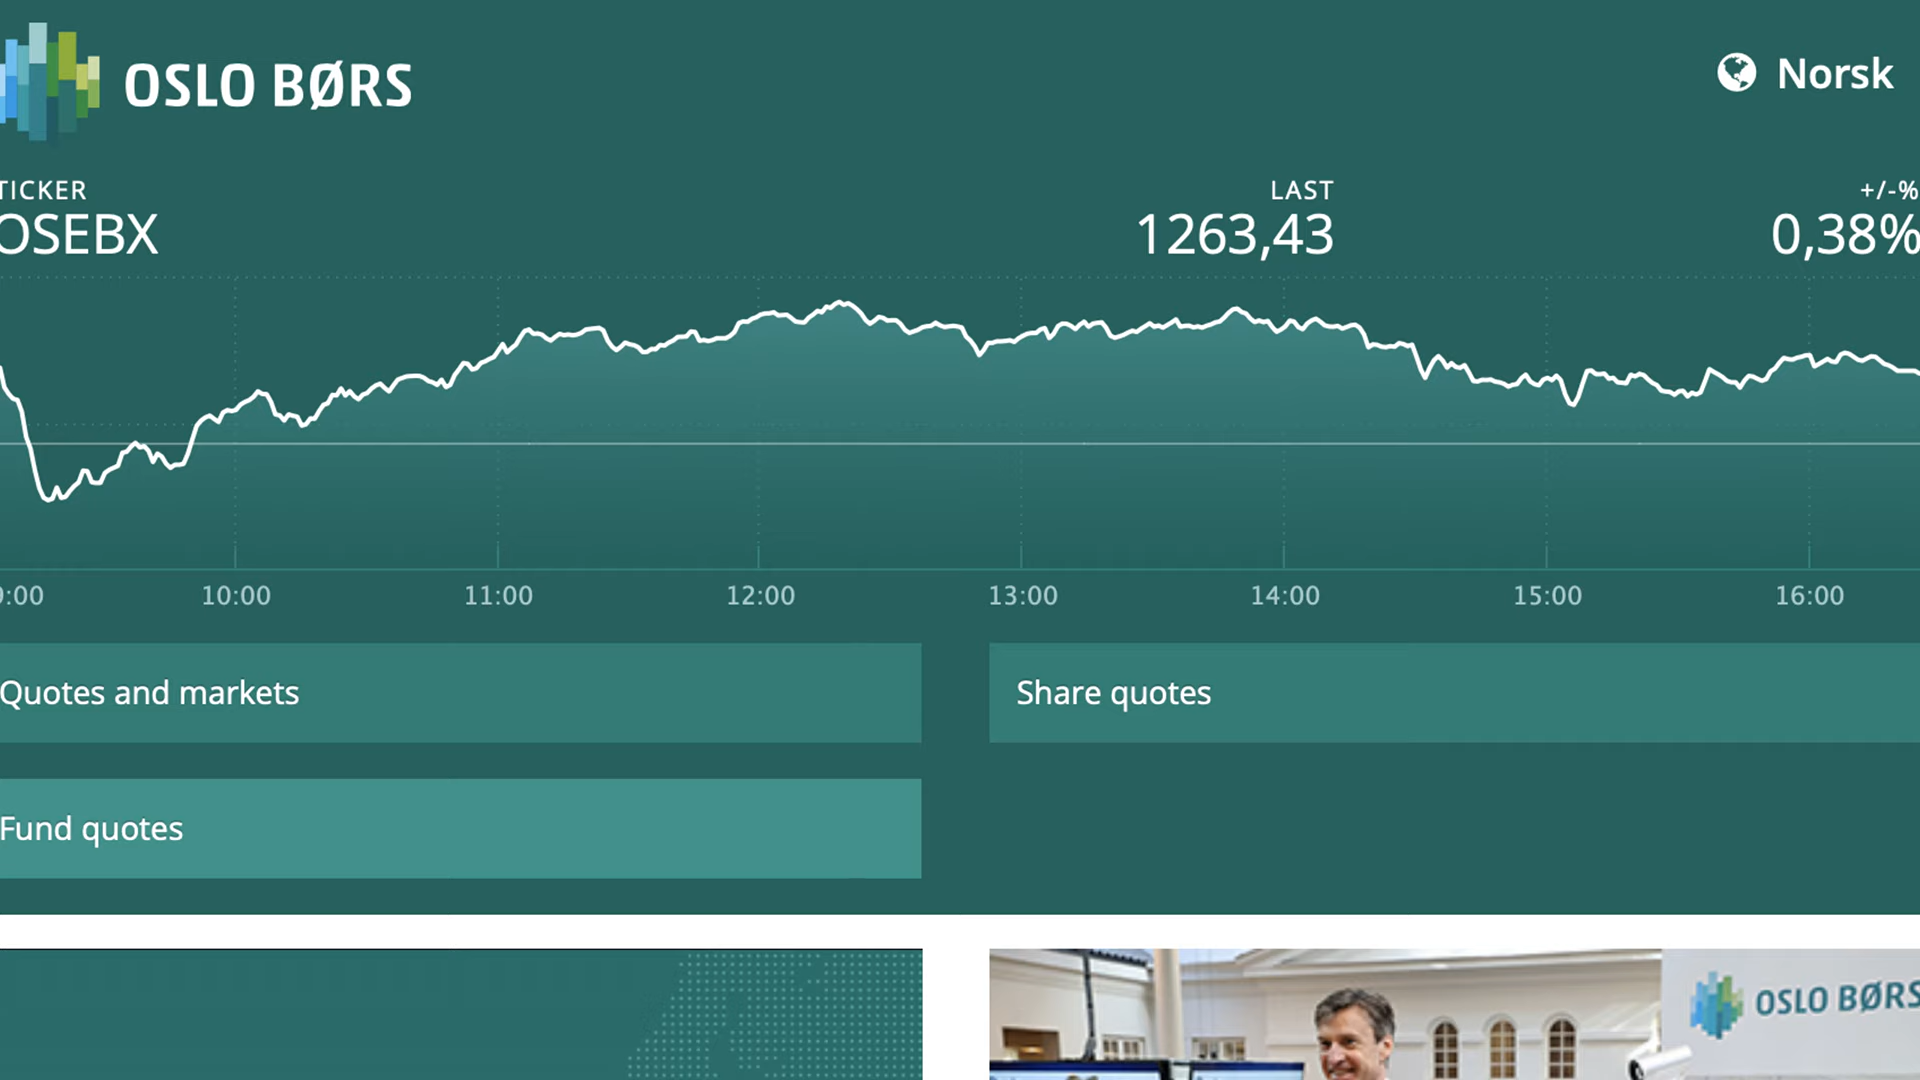 OSLO BØRS
Norsk
TICKER
LAST
+/-%
OSEBX
1263,43
0,38%
:00
10:00
11:00
12:00
13:00
14:00
15:00
16:00
Quotes and markets
Share quotes
Fund quotes
OSLO BØRS